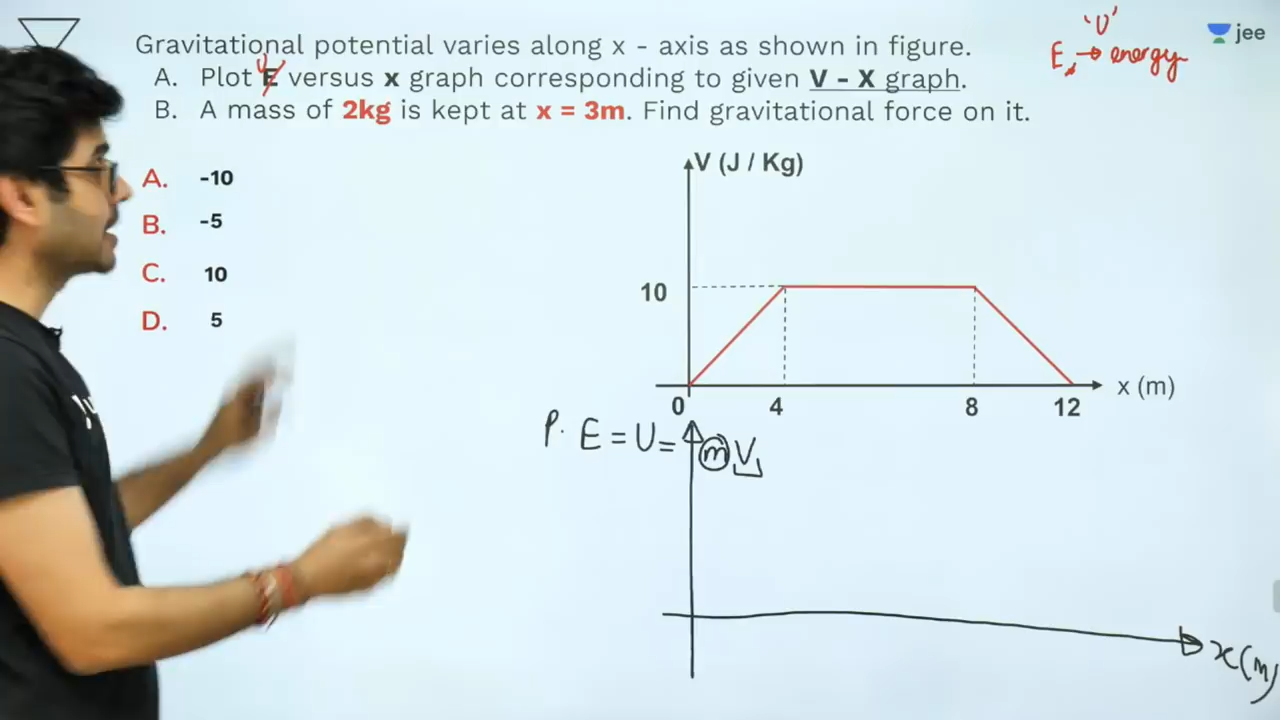 Gravitational potential varies along x - axis as shown in figure.
'U'
E → energy
jee
A. Plot E U versus x graph corresponding to given V - X graph.
B. A mass of 2kg is kept at x = 3m. Find gravitational force on it.
A. -10
B. -5
C. 10
D. 5
V (J / Kg)
10
0 4 8 12
x (m)
P.E = U = mV
x(m)